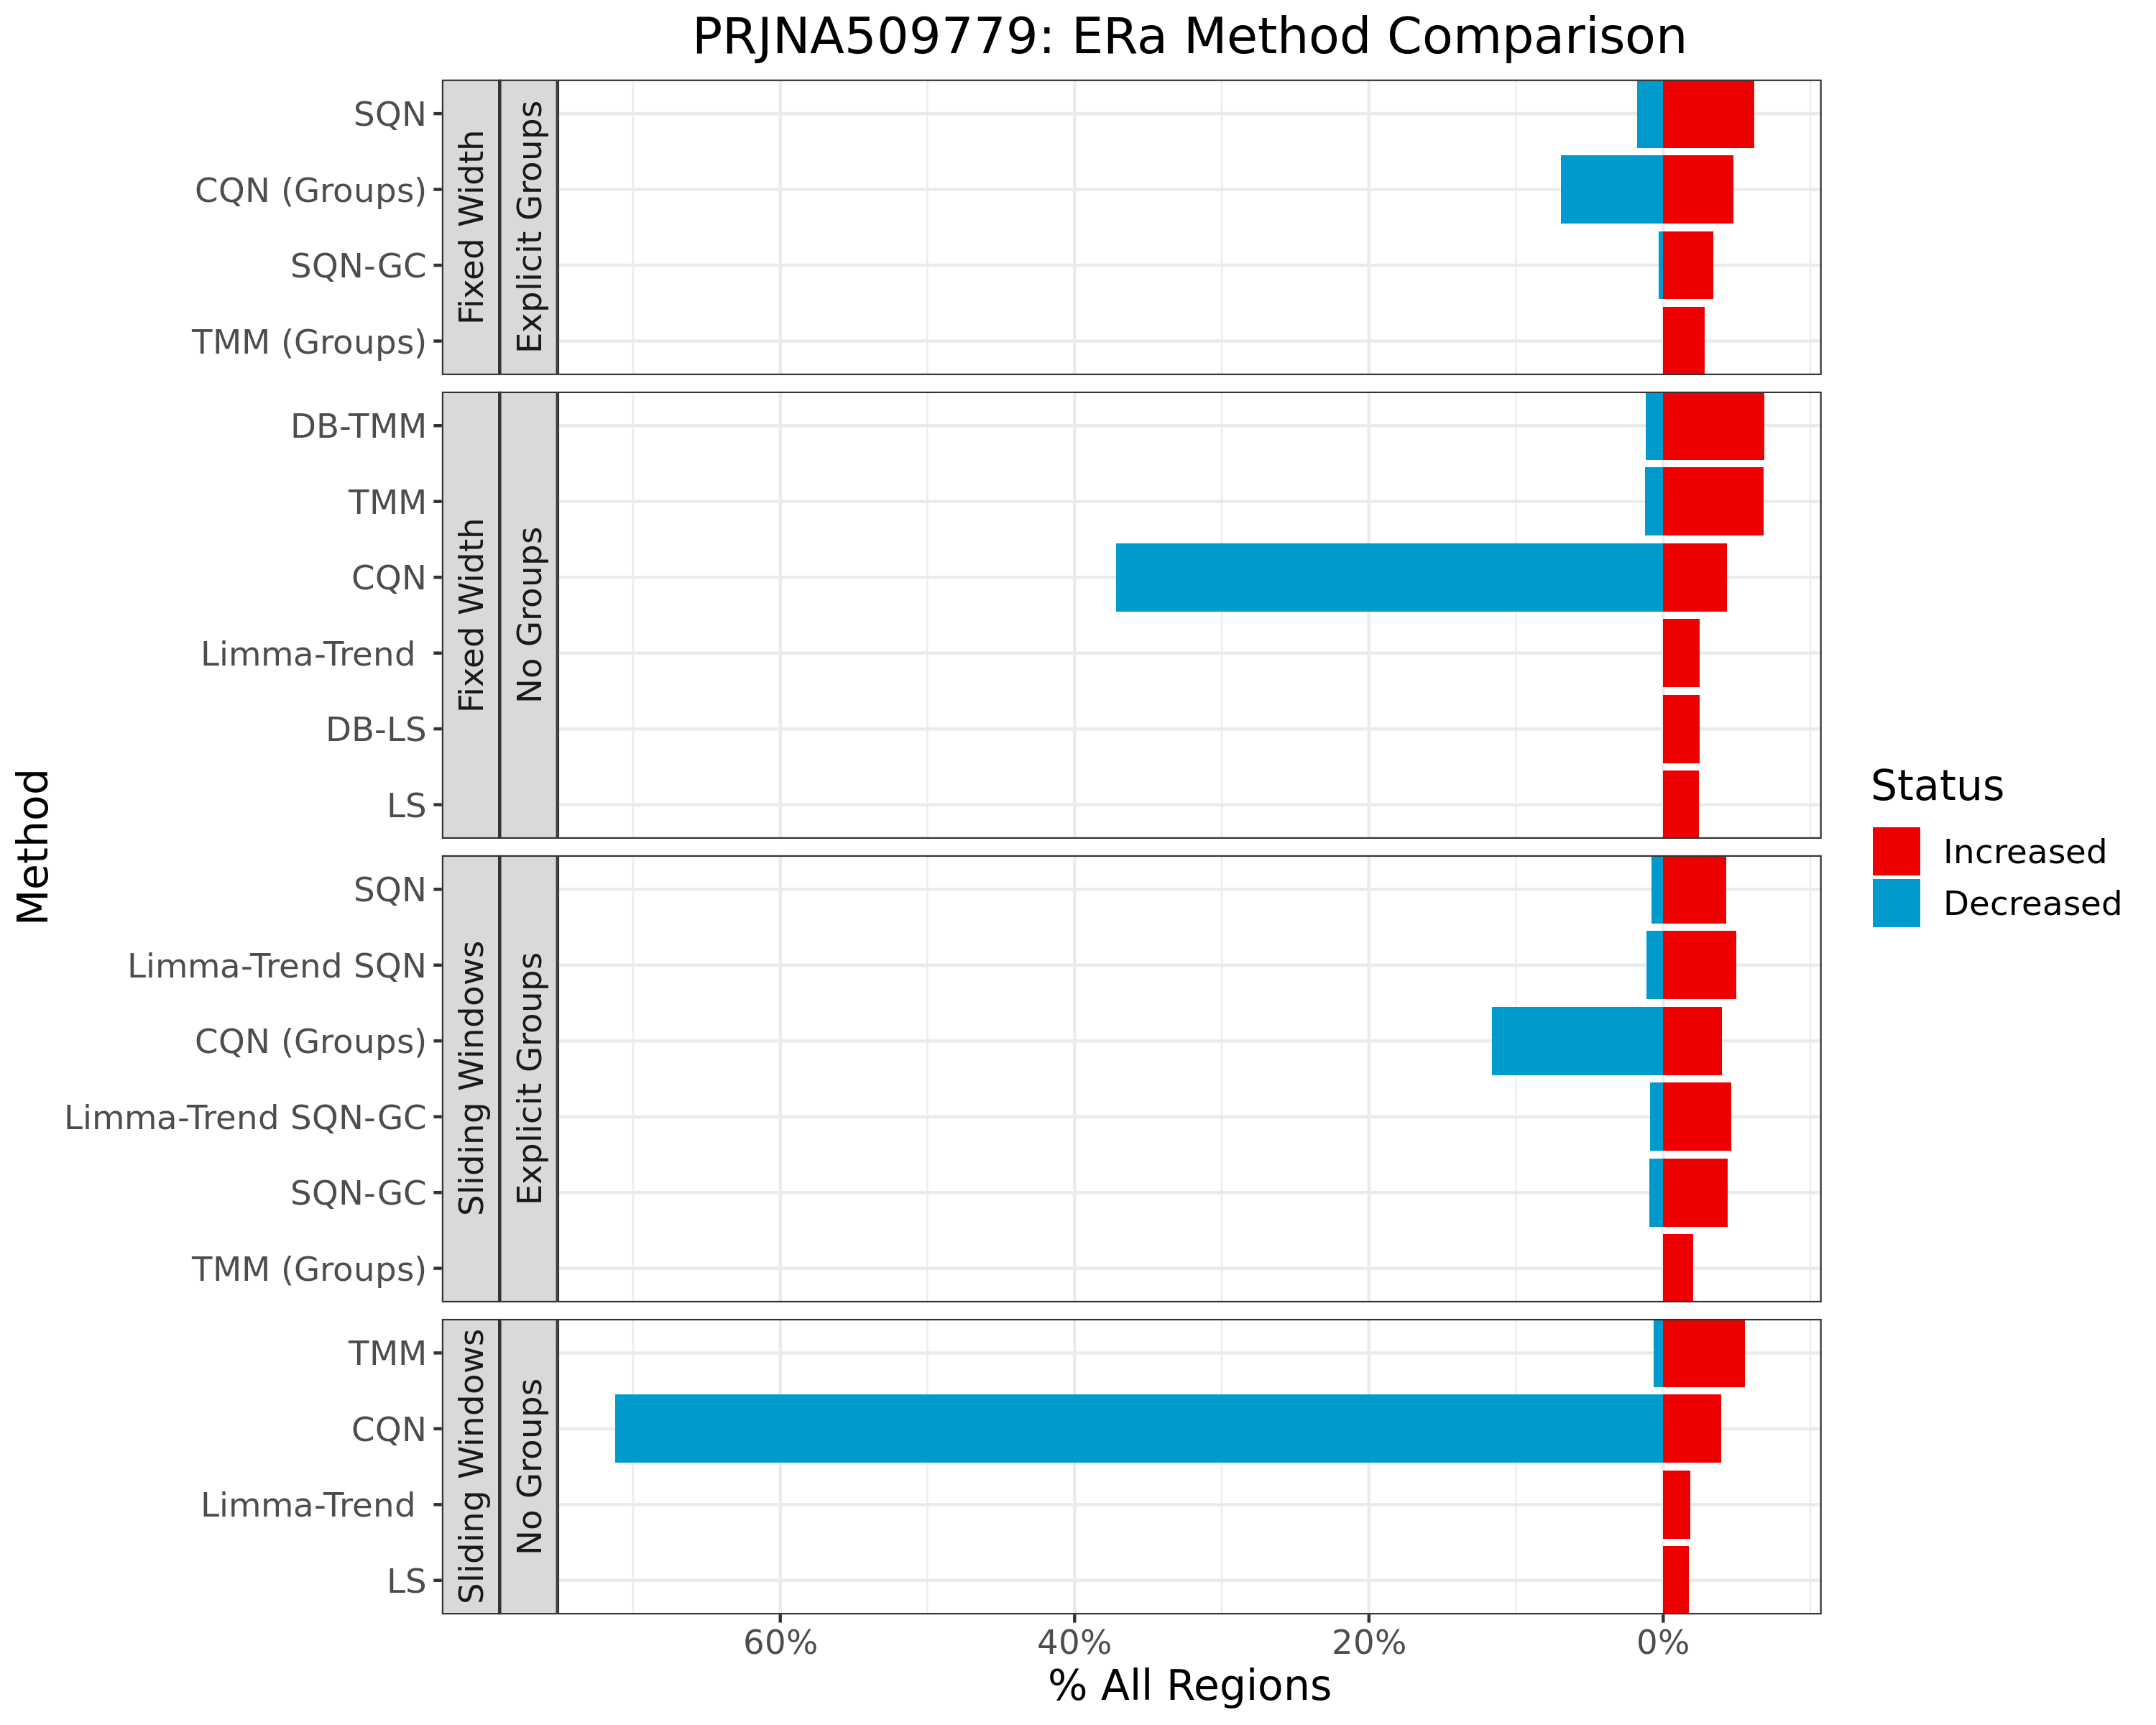 PRJNA509779: ERa Method Comparison
Method
Fixed Width
Explicit Groups
SQN
CQN (Groups)
SQN-GC
TMM (Groups)
Fixed Width
No Groups
DB-TMM
TMM
CQN
Limma-Trend
DB-LS
LS
Sliding Windows
Explicit Groups
SQN
Limma-Trend SQN
CQN (Groups)
Limma-Trend SQN-GC
SQN-GC
TMM (Groups)
Sliding Windows
No Groups
TMM
CQN
Limma-Trend
LS
60% 40% 20% 0%
% All Regions
Status
Increased
Decreased